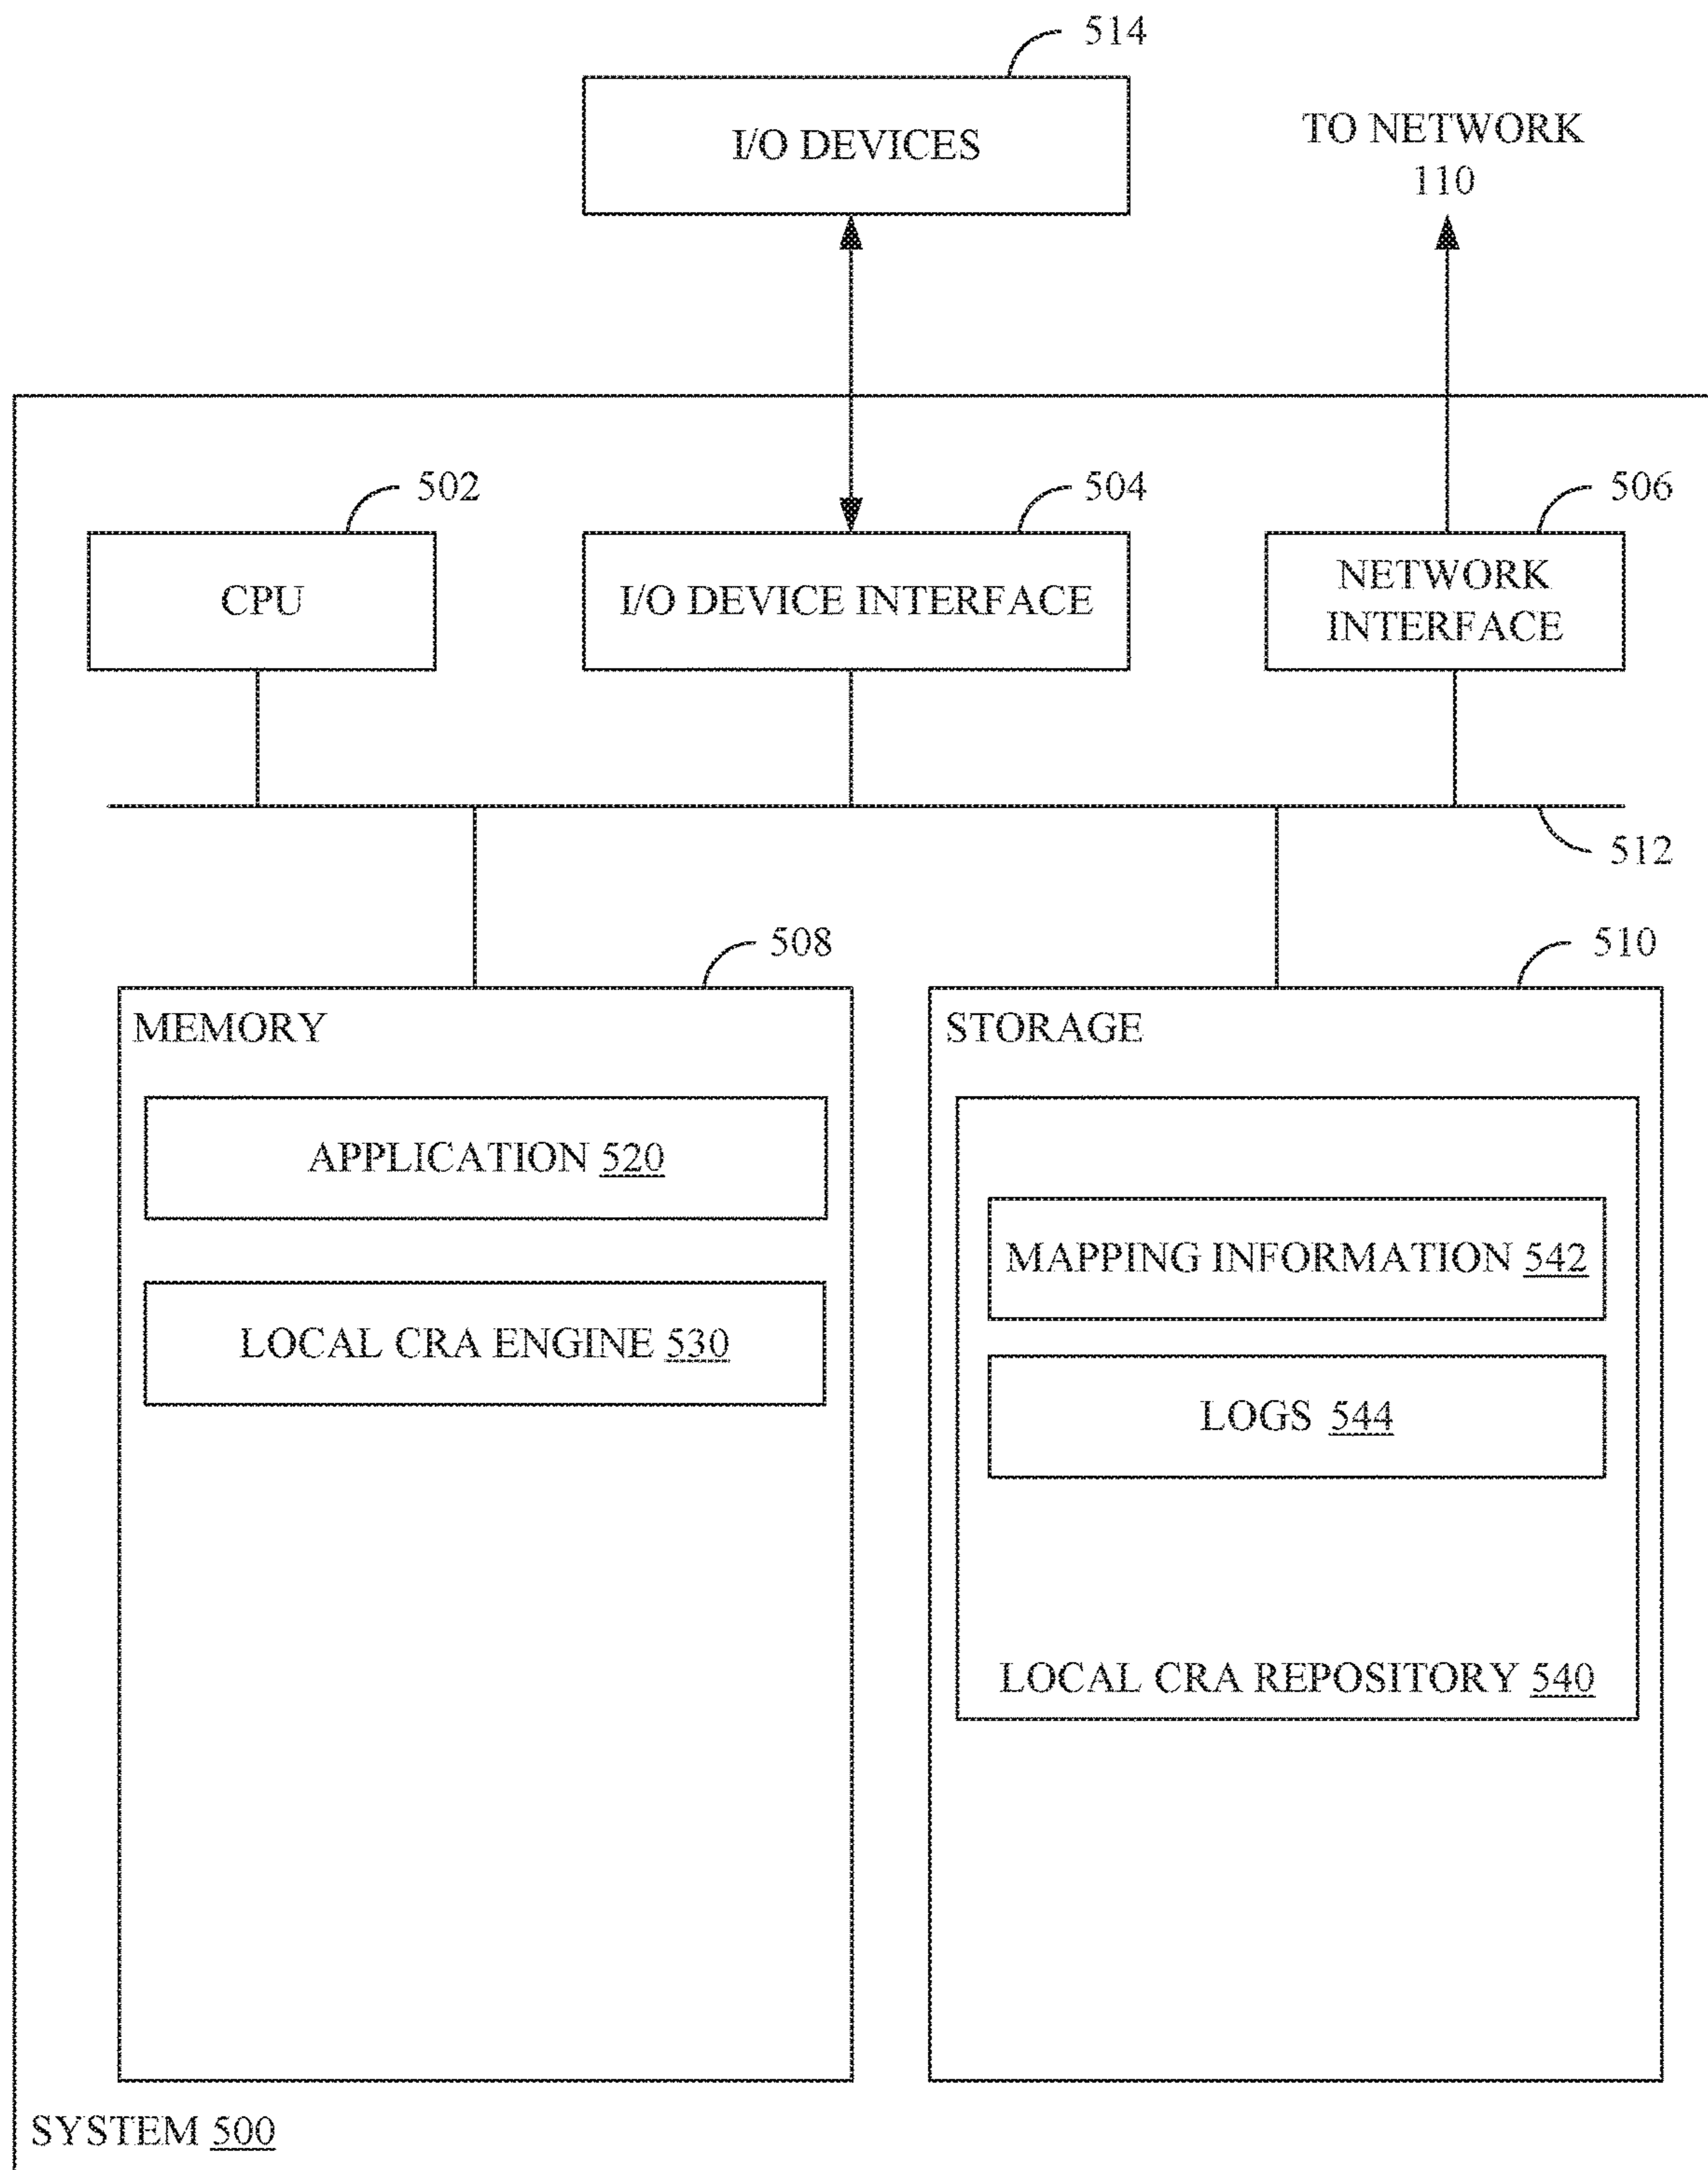 514
I/O DEVICES
TO NETWORK
110
502
504
506
CPU
I/O DEVICE INTERFACE
NETWORK
INTERFACE
512
508
510
MEMORY
STORAGE
APPLICATION 520
MAPPING INFORMATION 542
LOCAL CRA ENGINE 530
LOGS 544
LOCAL CRA REPOSITORY 540
SYSTEM 500